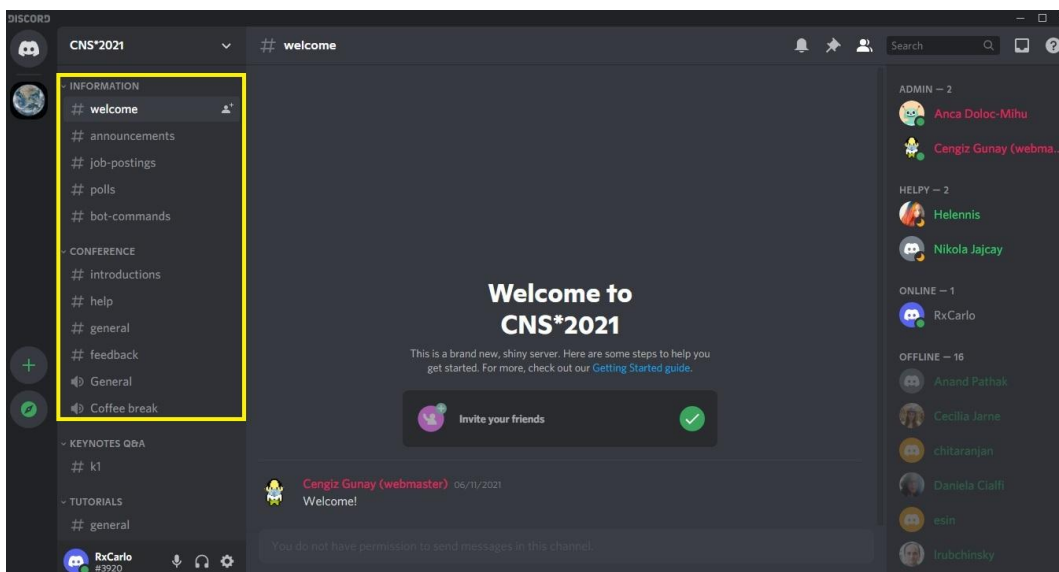 DISCORD
CNS*2021
# welcome
Search
INFORMATION
# welcome
# announcements
# job-postings
# polls
# bot-commands
CONFERENCE
# introductions
# help
# general
# feedback
General
Coffee break
KEYNOTES Q&A
# k1
TUTORIALS
# general
RxCarlo
#3920
Welcome to
CNS*2021
This is a brand new, shiny server. Here are some steps to help you
get started. For more, check out our Getting Started guide.
Invite your friends
Cengiz Gunay (webmaster) 06/11/2021
Welcome!
You do not have permission to send messages in this channel.
ADMIN — 2
Anca Doloc-Mihu
Cengiz Gunay (webma...
HELPY — 2
Helennis
Nikola Jajcay
ONLINE — 1
RxCarlo
OFFLINE — 16
Anand Pathak
Cecilia Jarne
chitaranjan
Daniela Cialfi
esin
lrubchinsky